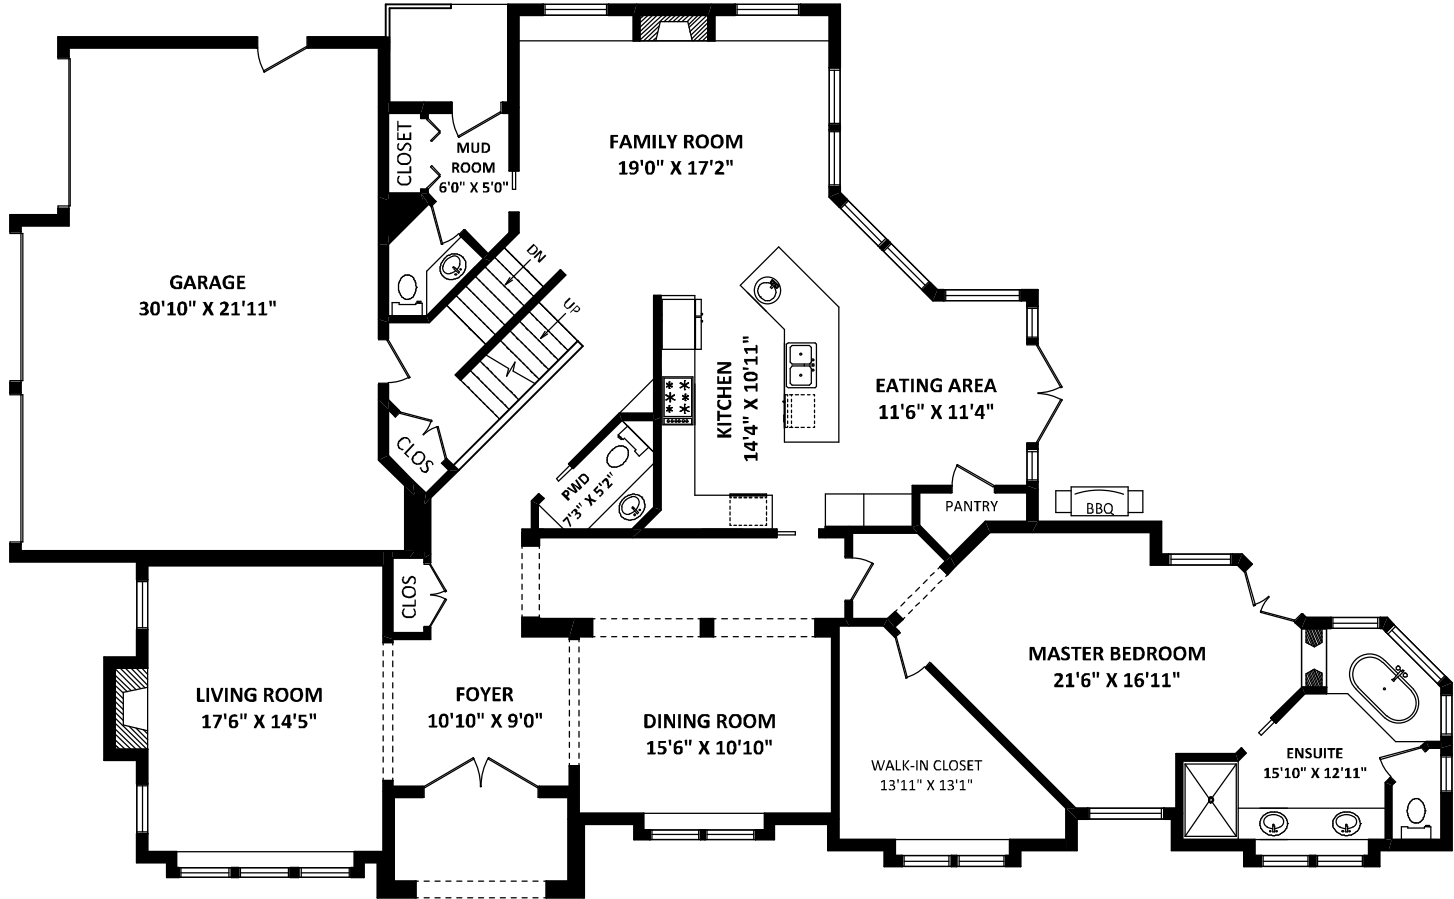 FAMILY ROOM
19'0" X 17'2"
CLOSET
MUD
ROOM
6'0" X 5'0"
DN
UP
GARAGE
30'10" X 21'11"
KITCHEN
14'4" X 10'11"
EATING AREA
11'6" X 11'4"
CLOS
PWD
7'3" X 5'2"
PANTRY
BBQ
CLOS
LIVING ROOM
17'6" X 14'5"
FOYER
10'10" X 9'0"
DINING ROOM
15'6" X 10'10"
MASTER BEDROOM
21'6" X 16'11"
WALK-IN CLOSET
13'11" X 13'1"
ENSUITE
15'10" X 12'11"